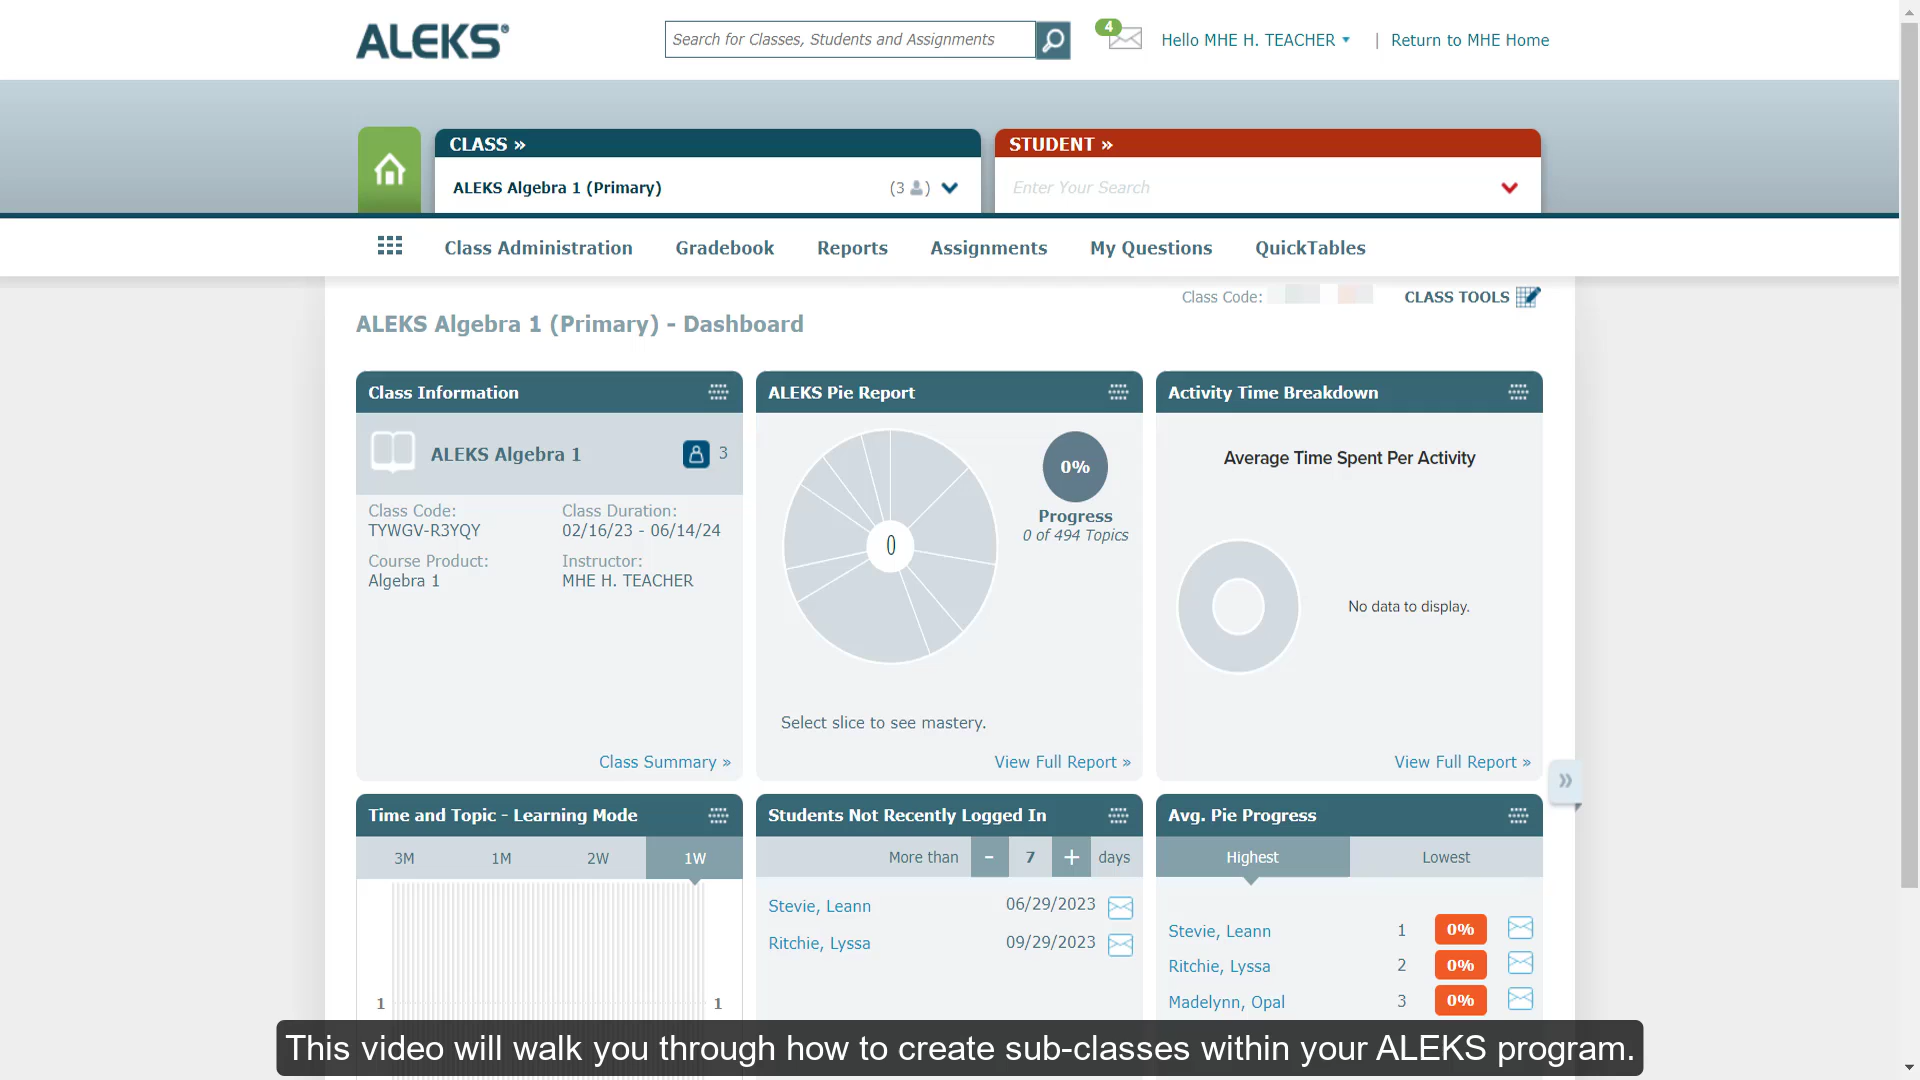 ALEKS®
Search for Classes, Students and Assignments
4
Hello MHE H. TEACHER
| Return to MHE Home
CLASS »
ALEKS Algebra 1 (Primary)
(3 )
STUDENT »
Enter Your Search
Class Administration
Gradebook
Reports
Assignments
My Questions
QuickTables
Class Code:
CLASS TOOLS
ALEKS Algebra 1 (Primary) - Dashboard
Class Information
ALEKS Algebra 1
3
Class Code:
TYWGV-R3YQY
Class Duration:
02/16/23 - 06/14/24
Course Product:
Algebra 1
Instructor:
MHE H. TEACHER
Class Summary »
ALEKS Pie Report
0
0%
Progress
0 of 494 Topics
Select slice to see mastery.
View Full Report »
Activity Time Breakdown
Average Time Spent Per Activity
No data to display.
View Full Report »
»
Time and Topic - Learning Mode
3M
1M
2W
1W
1
1
Students Not Recently Logged In
More than - 7 + days
Stevie, Leann 06/29/2023
Ritchie, Lyssa 09/29/2023
Avg. Pie Progress
Highest
Lowest
Stevie, Leann 1 0%
Ritchie, Lyssa 2 0%
Madelynn, Opal 3 0%
This video will walk you through how to create sub-classes within your ALEKS program.